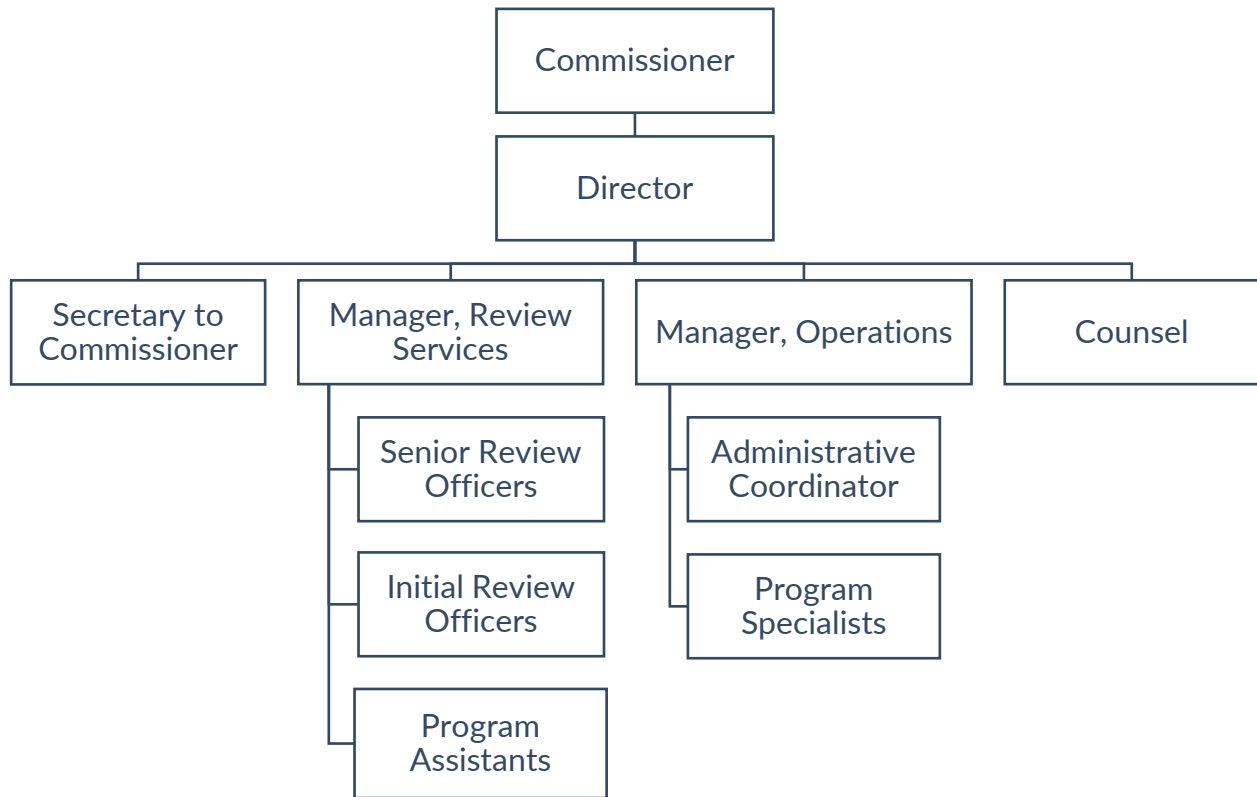 Commissioner
Director
Secretary to
Commissioner
Manager, Review
Services
Manager, Operations
Counsel
Senior Review
Officers
Administrative
Coordinator
Initial Review
Officers
Program
Specialists
Program
Assistants